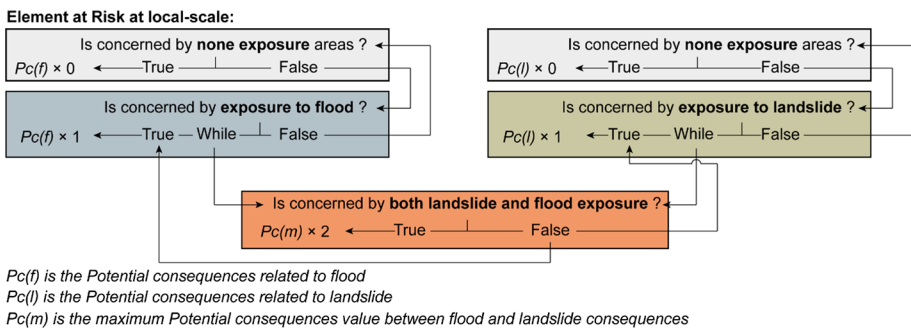 Element at Risk at local-scale:
Is concerned by none exposure areas ?
Pc(f) × 0 True False
Is concerned by exposure to flood ?
Pc(f) × 1 True While False
Is concerned by none exposure areas ?
Pc(l) × 0 True False
Is concerned by exposure to landslide ?
Pc(l) × 1 True While False
Is concerned by both landslide and flood exposure ?
Pc(m) × 2 True False
Pc(f) is the Potential consequences related to flood
Pc(l) is the Potential consequences related to landslide
Pc(m) is the maximum Potential consequences value between flood and landslide consequences